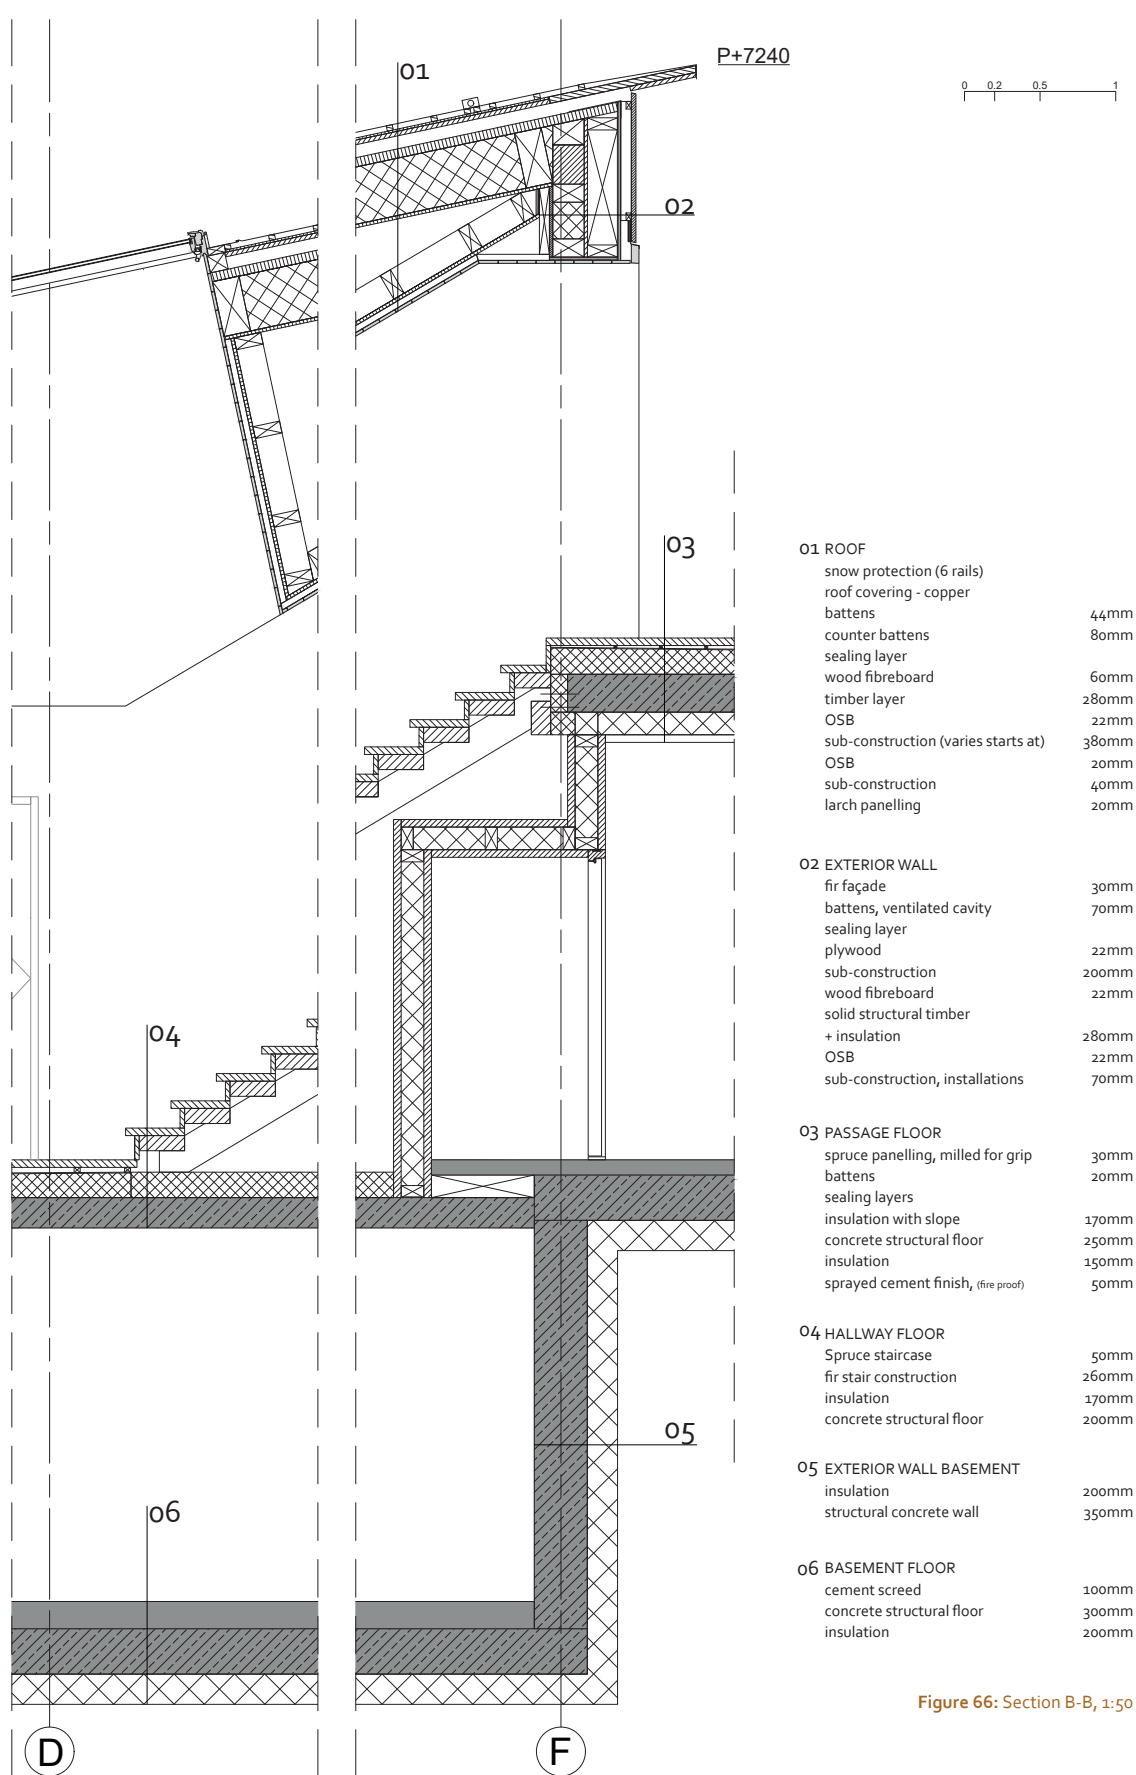 P+7240
0 0.2 0.5 1
01
02
03
04
05
06
D
F
01 ROOF
snow protection (6 rails)
roof covering - copper
battens 44mm
counter battens 80mm
sealing layer
wood fibreboard 60mm
timber layer 280mm
OSB 22mm
sub-construction (varies starts at) 380mm
OSB 20mm
sub-construction 40mm
larch panelling 20mm
02 EXTERIOR WALL
fir façade 30mm
battens, ventilated cavity 70mm
sealing layer
plywood 22mm
sub-construction 200mm
wood fibreboard 22mm
solid structural timber
+ insulation 280mm
OSB 22mm
sub-construction, installations 70mm
03 PASSAGE FLOOR
spruce panelling, milled for grip 30mm
battens 20mm
sealing layers
insulation with slope 170mm
concrete structural floor 250mm
insulation 150mm
sprayed cement finish, (fire proof) 50mm
04 HALLWAY FLOOR
Spruce staircase 50mm
fir stair construction 260mm
insulation 170mm
concrete structural floor 200mm
05 EXTERIOR WALL BASEMENT
insulation 200mm
structural concrete wall 350mm
06 BASEMENT FLOOR
cement screed 100mm
concrete structural floor 300mm
insulation 200mm
Figure 66: Section B-B, 1:50